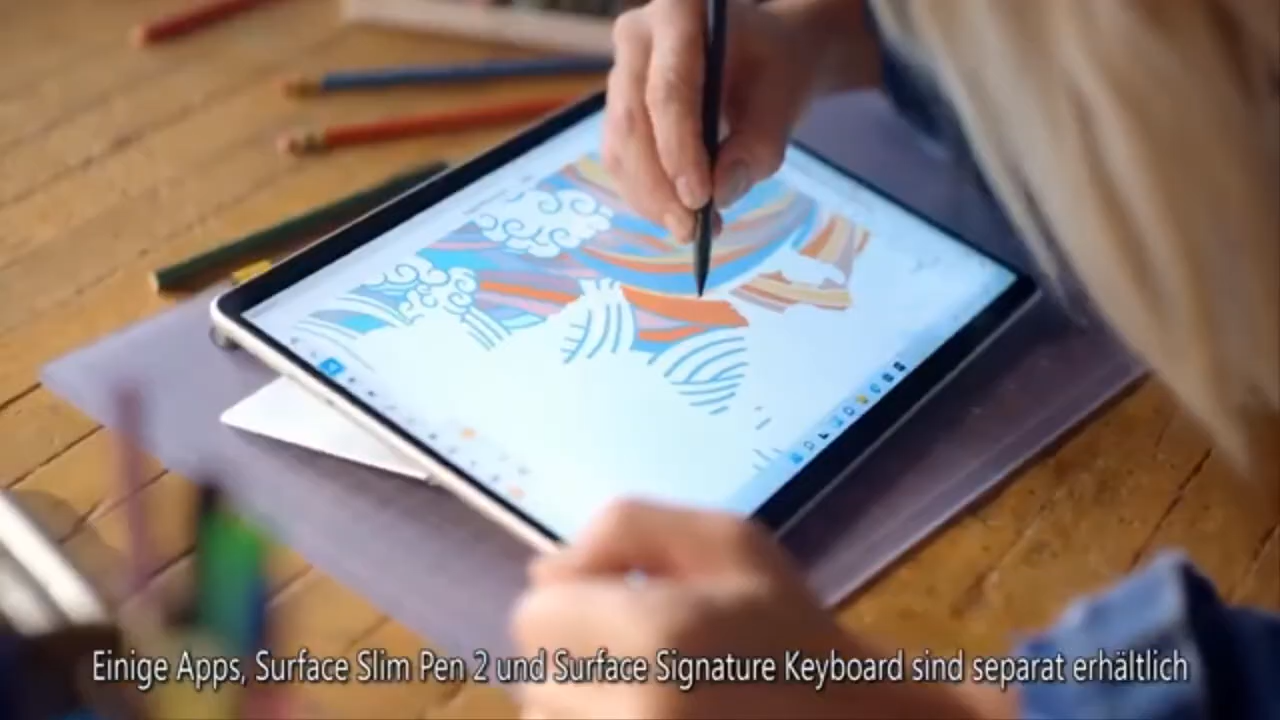 Einige Apps, Surface Slim Pen 2 und Surface Signature Keyboard sind separat erhältlich